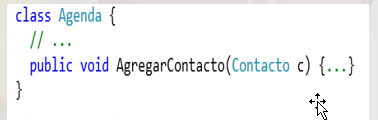 class Agenda {
// ...
public void AgregarContacto(Contacto c) {...}
}